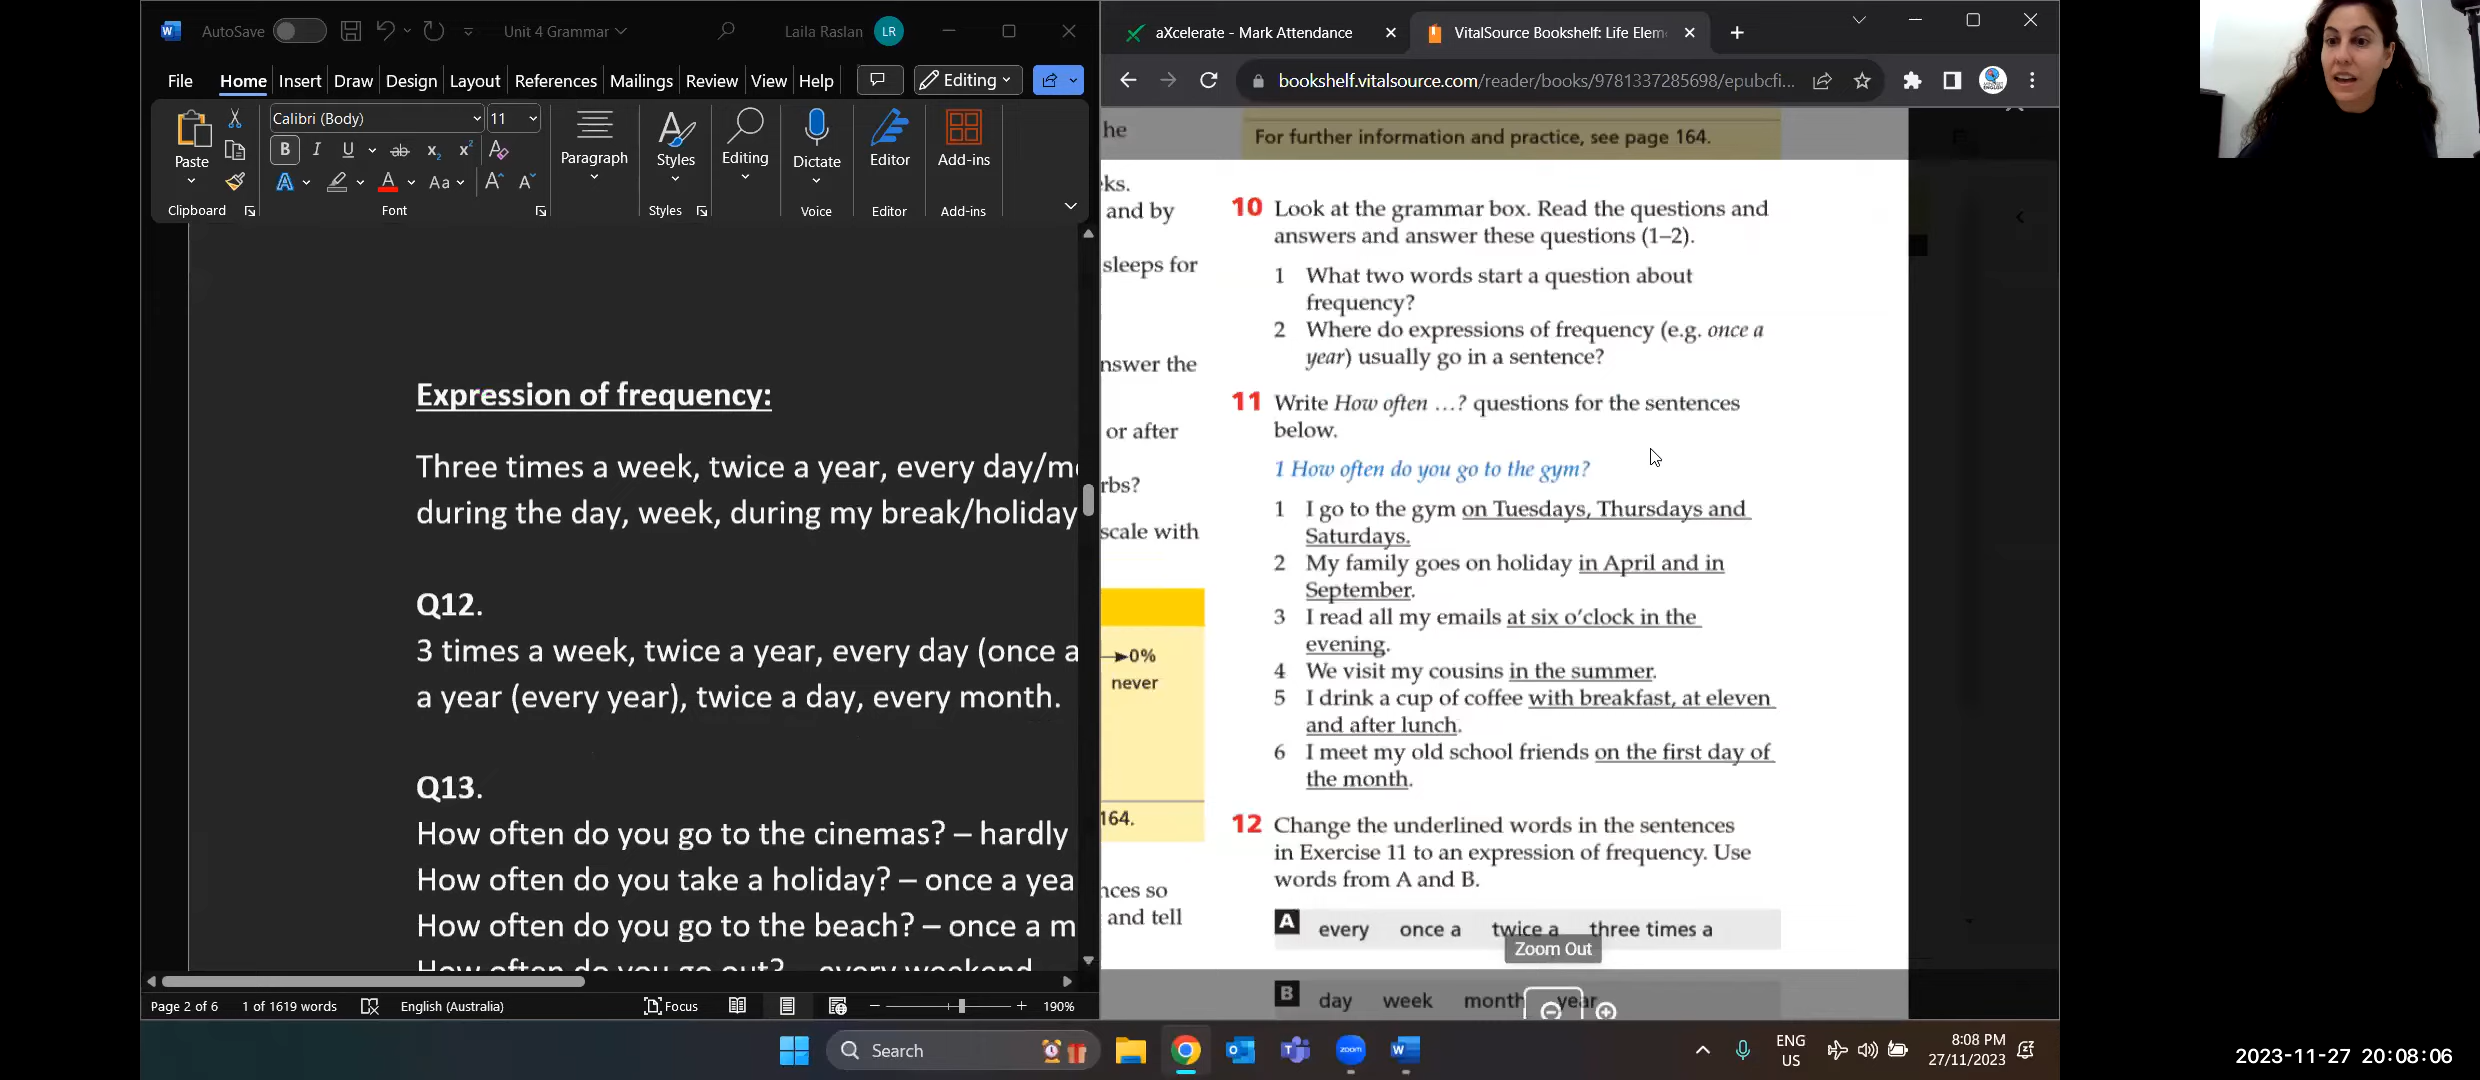 AutoSave
Unit 4 Grammar
Laila Raslan
LR
File Home Insert Draw Design Layout References Mailings Review View Help
Editing
Calibri (Body) 11
Paste
B I U ab x₂ x² A
A A Aa A A
Paragraph
Styles
Editing
Dictate
Editor
Add-ins
Clipboard
Font
Styles
Voice
Editor
Add-ins
Expression of frequency:
Three times a week, twice a year, every day/m
during the day, week, during my break/holiday
Q12.
3 times a week, twice a year, every day (once a
a year (every year), twice a day, every month.
Q13.
How often do you go to the cinemas? – hardly
How often do you take a holiday? – once a yea
How often do you go to the beach? – once a m
How often do you go out? – every weekend
Page 2 of 6 1 of 1619 words English (Australia) Focus 190%
aXcelerate - Mark Attendance
VitalSource Bookshelf: Life Elem
bookshelf.vitalsource.com/reader/books/9781337285698/epubcfi...
he
ks.
and by
sleeps for
nswer the
or after
rbs?
scale with
0%
never
164.
nces so
and tell
For further information and practice, see page 164.
10 Look at the grammar box. Read the questions and
answers and answer these questions (1–2).
1 What two words start a question about
frequency?
2 Where do expressions of frequency (e.g. once a
year) usually go in a sentence?
11 Write How often …? questions for the sentences
below.
1 How often do you go to the gym?
1 I go to the gym on Tuesdays, Thursdays and
Saturdays.
2 My family goes on holiday in April and in
September.
3 I read all my emails at six o’clock in the
evening.
4 We visit my cousins in the summer.
5 I drink a cup of coffee with breakfast, at eleven
and after lunch.
6 I meet my old school friends on the first day of
the month.
12 Change the underlined words in the sentences
in Exercise 11 to an expression of frequency. Use
words from A and B.
A every once a twice a three times a
Zoom Out
B day week month year
Search
zoom
ENG
US
8:08 PM
27/11/2023
2023-11-27 20:08:06